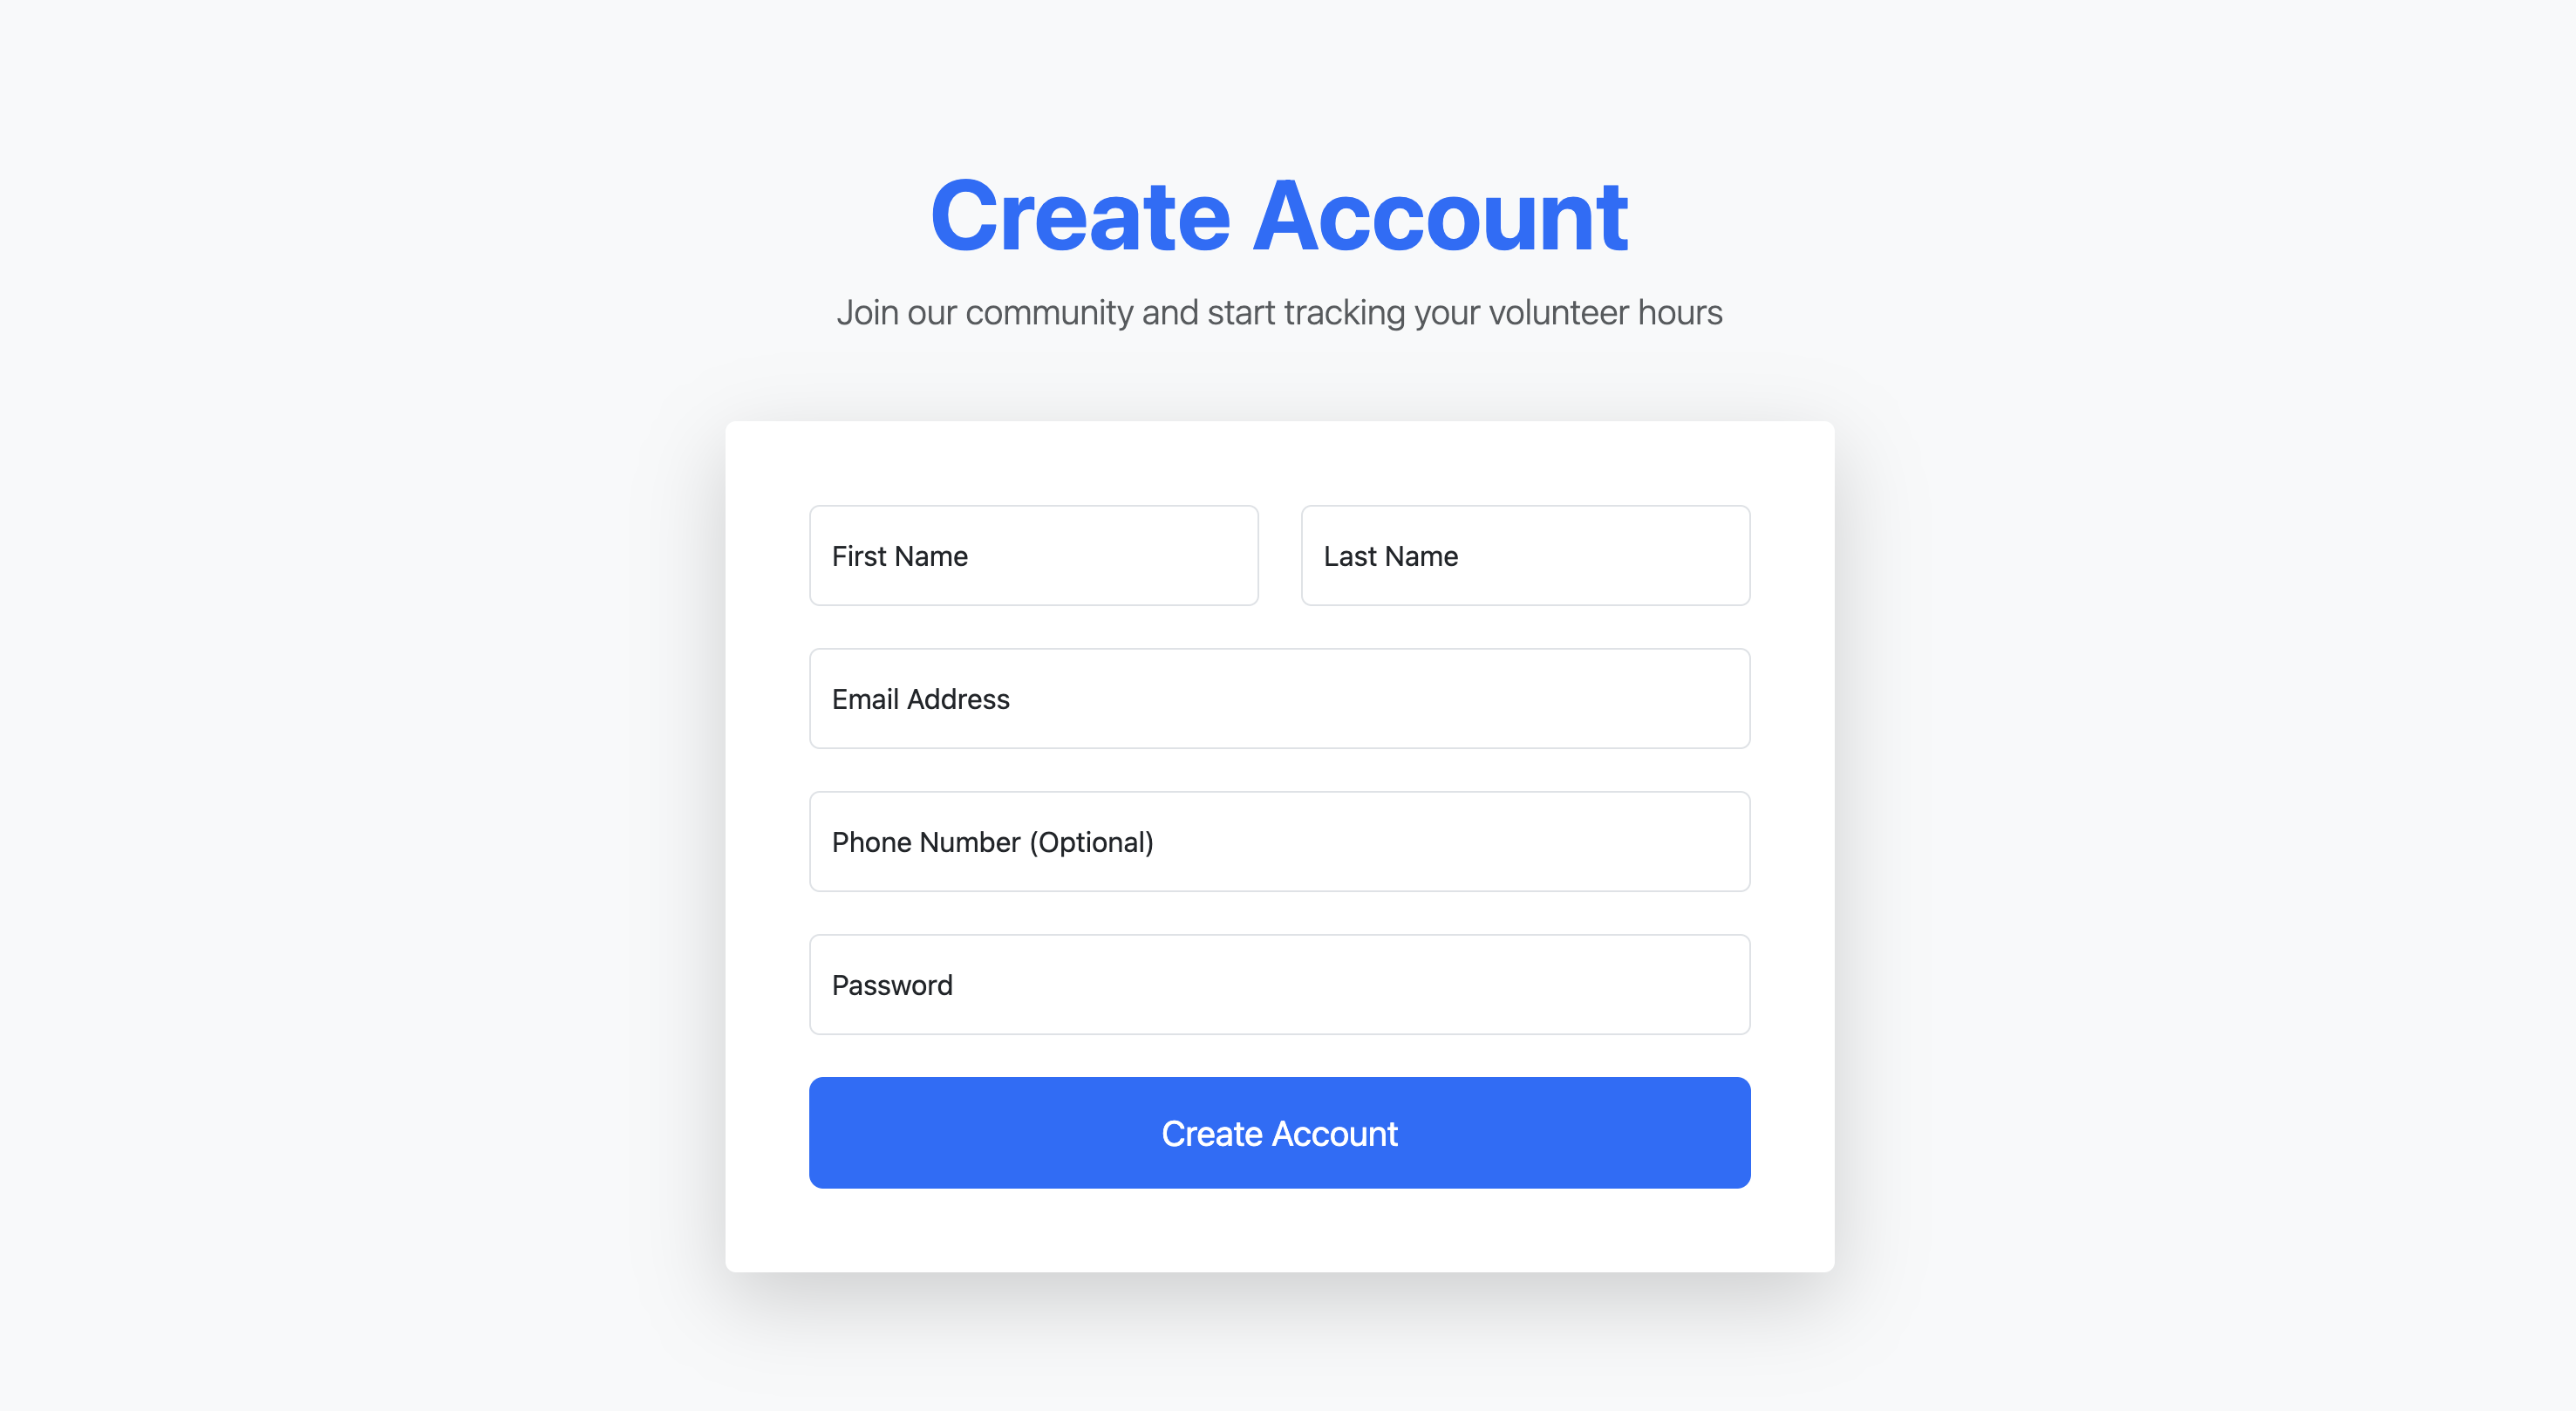 Create Account
Join our community and start tracking your volunteer hours
First Name Last Name
Email Address
Phone Number (Optional)
Password
Create Account